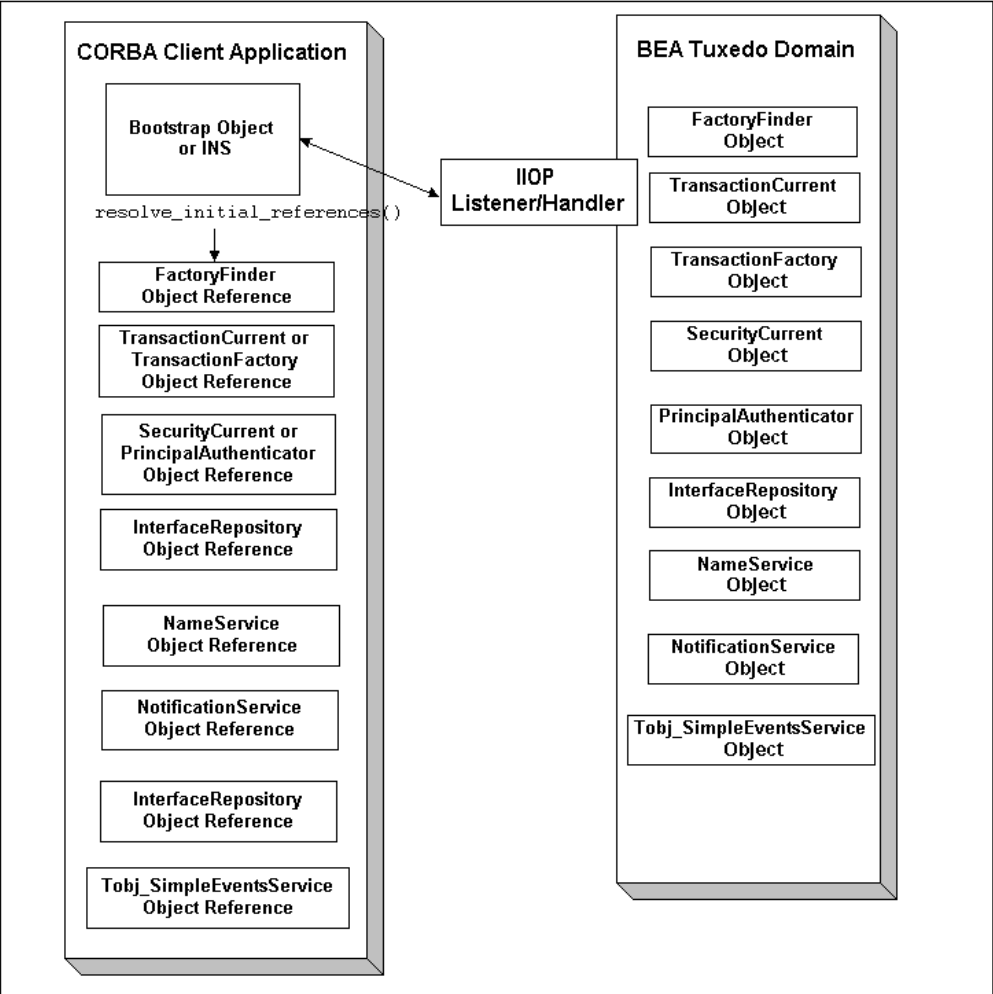 CORBA Client Application
Bootstrap Object
or INS
resolve_initial_references()
FactoryFinder
Object Reference
TransactionCurrent or
TransactionFactory
Object Reference
SecurityCurrent or
PrincipalAuthenticator
Object Reference
InterfaceRepository
Object Reference
NameService
Object Reference
NotificationService
Object Reference
InterfaceRepository
Object Reference
Tobj_SimpleEventsService
Object Reference
IIOP
Listener/Handler
BEA Tuxedo Domain
FactoryFinder
Object
TransactionCurrent
Object
TransactionFactory
Object
SecurityCurrent
Object
PrincipalAuthenticator
Object
InterfaceRepository
Object
NameService
Object
NotificationService
Object
Tobj_SimpleEventsService
Object